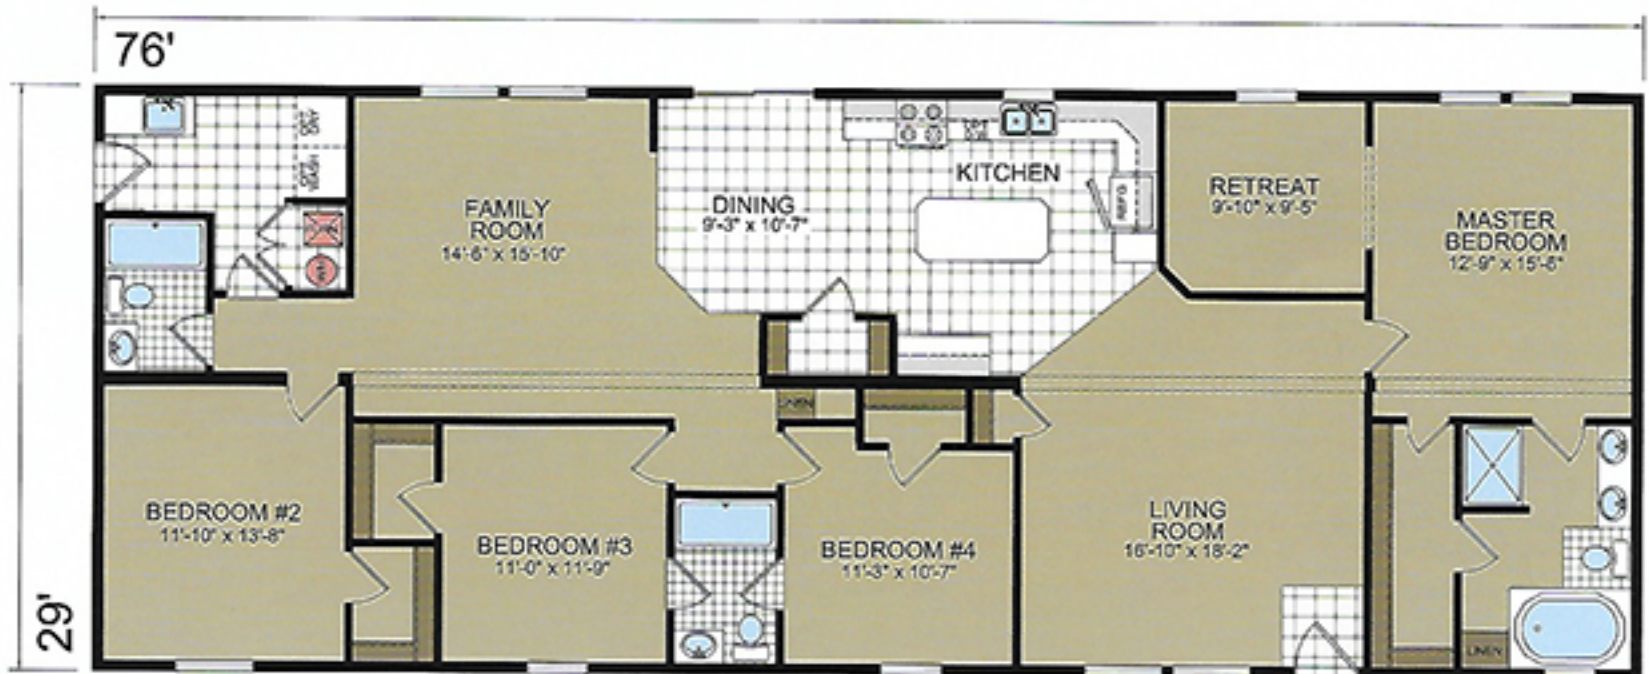 76'
29'
FAMILY
ROOM
14'-6" x 15'-10"
DINING
9'-3" x 10'-7"
KITCHEN
REFG
RETREAT
9'-10" x 9'-5"
MASTER
BEDROOM
12'-9" x 15'-6"
LINEN
BEDROOM #2
11'-10" x 13'-8"
BEDROOM #3
11'-0" x 11'-9"
BEDROOM #4
11'-3" x 10'-7"
LIVING
ROOM
16'-10" x 18'-2"
LINEN